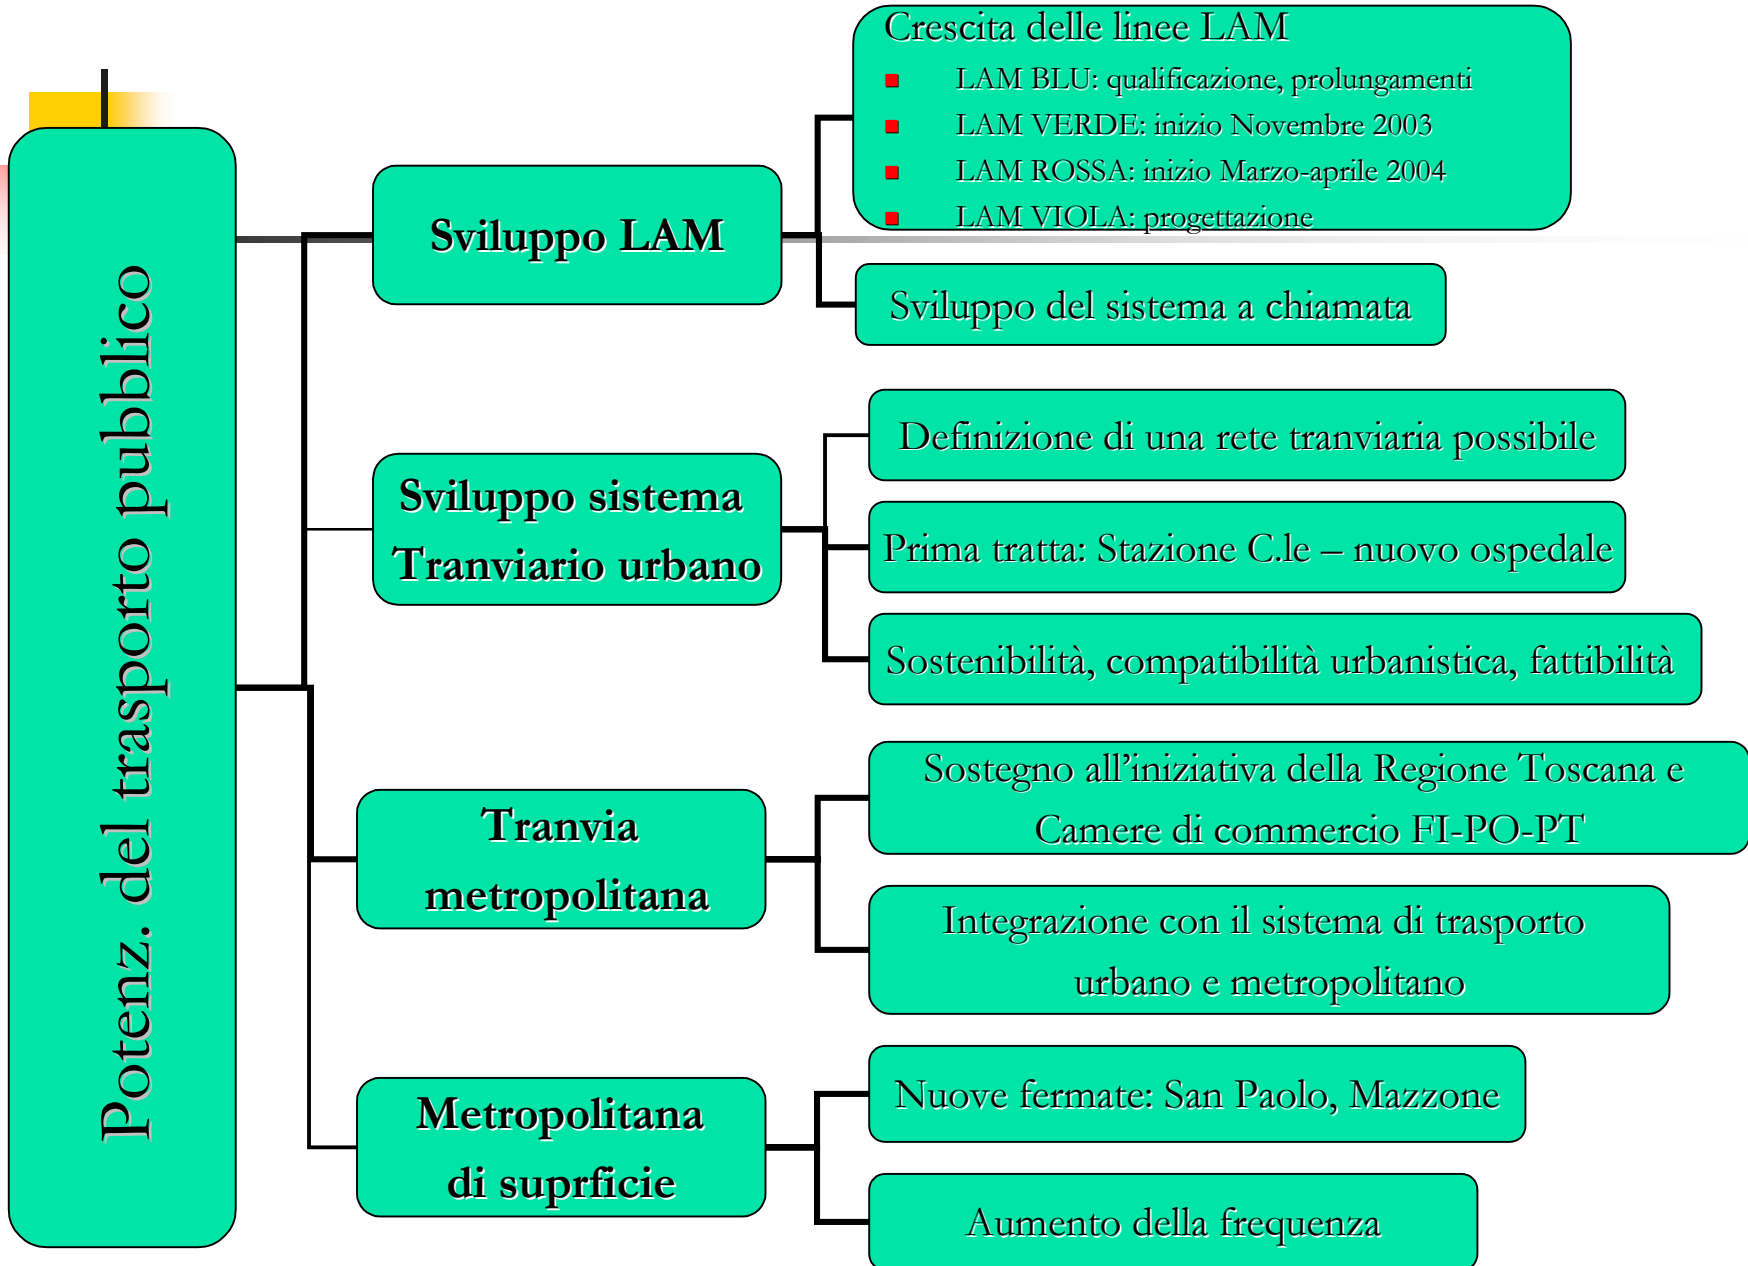 Potenz. del trasporto pubblico
Sviluppo LAM
Crescita delle linee LAM
LAM BLU: qualificazione, prolungamenti
LAM VERDE: inizio Novembre 2003
LAM ROSSA: inizio Marzo-aprile 2004
LAM VIOLA: progettazione
Sviluppo del sistema a chiamata
Sviluppo sistema
Tranviario urbano
Definizione di una rete tranviaria possibile
Prima tratta: Stazione C.le – nuovo ospedale
Sostenibilità, compatibilità urbanistica, fattibilità
Tranvia
metropolitana
Sostegno all’iniziativa della Regione Toscana e
Camere di commercio FI-PO-PT
Integrazione con il sistema di trasporto
urbano e metropolitano
Metropolitana
di suprficie
Nuove fermate: San Paolo, Mazzone
Aumento della frequenza